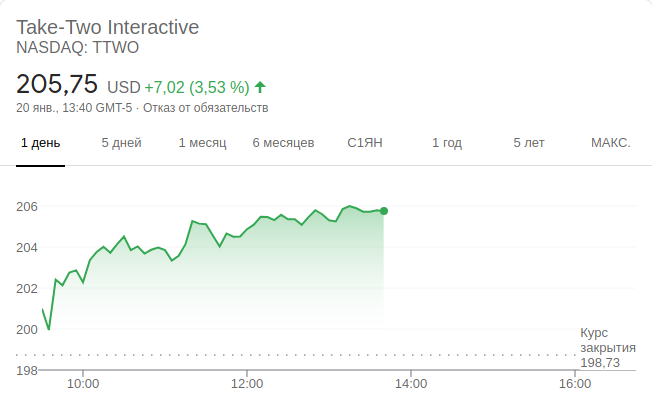 Take-Two Interactive
NASDAQ: TTWO
205,75 USD +7,02 (3,53 %)
20 янв., 13:40 GMT-5 · Отказ от обязательств
1 день 5 дней 1 месяц 6 месяцев С1ЯН 1 год 5 лет МАКС.
206
204
202
200
Курс
закрытия
198,73
198
10:00 12:00 14:00 16:00